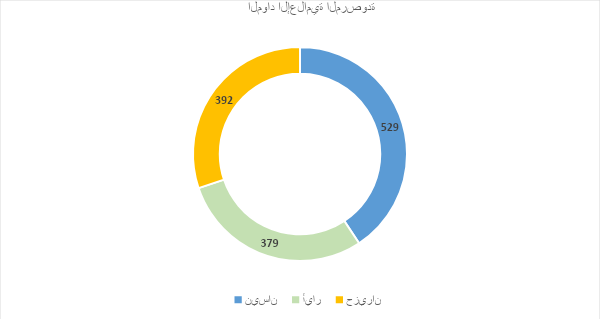 المواد الإعلامية المرصودة
529
392
379
نيسان
أيار
حزيران